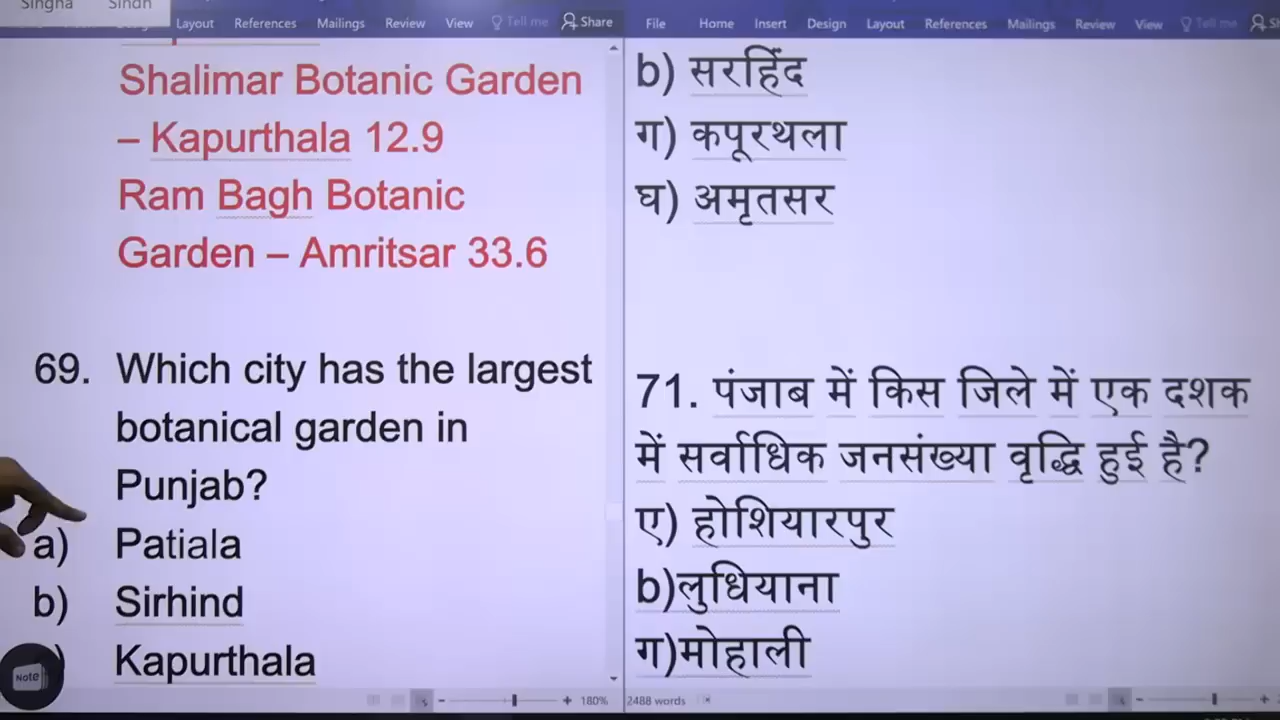 Singha Sindh
Layout References Mailings Review View Tell me Share
Shalimar Botanic Garden
– Kapurthala 12.9
Ram Bagh Botanic
Garden – Amritsar 33.6
69. Which city has the largest
botanical garden in
Punjab?
a) Patiala
b) Sirhind
) Kapurthala
Note
180%
File Home Insert Design Layout References Mailings Review View Tell me
b) सरहिंद
ग) कपूरथला
घ) अमृतसर
71. पंजाब में किस जिले में एक दशक
में सर्वाधिक जनसंख्या वृद्धि हुई है?
ए) होशियारपुर
b)लुधियाना
ग)मोहाली
2488 words